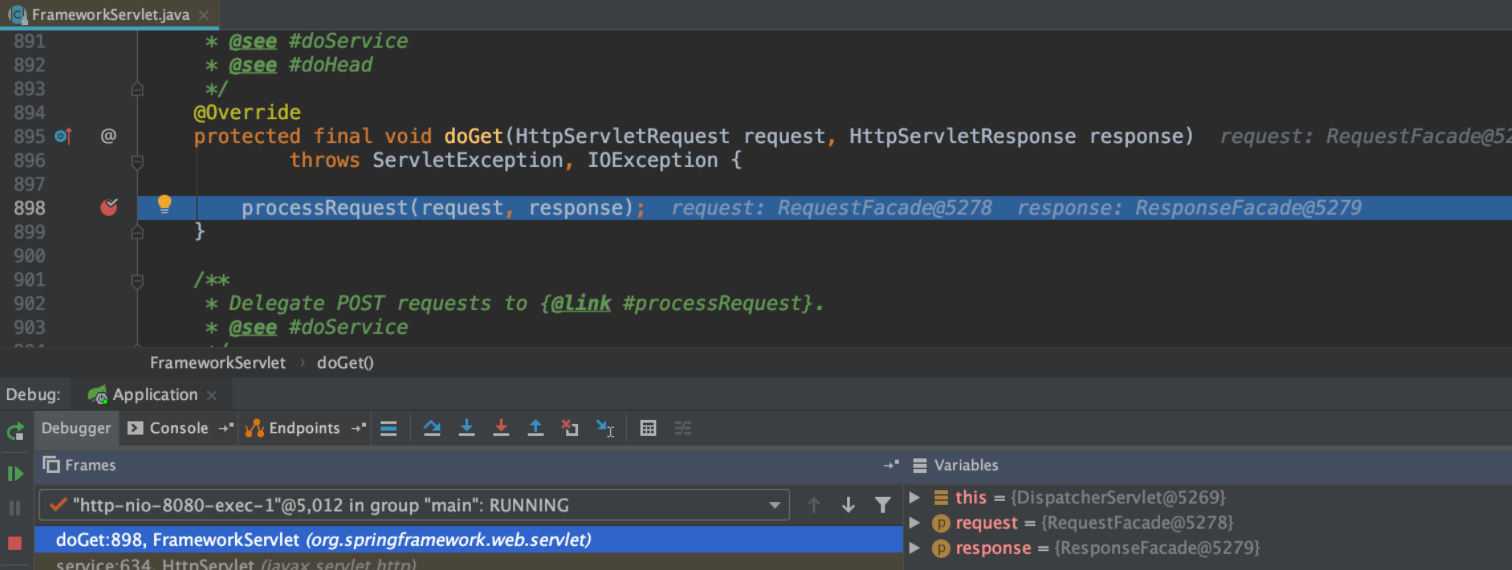 FrameworkServlet.java
891 * @see #doService
892 * @see #doHead
893 */
894 @Override
895 @ protected final void doGet(HttpServletRequest request, HttpServletResponse response) request: RequestFacade@52
896 throws ServletException, IOException {
897
898 processRequest(request, response); request: RequestFacade@5278 response: ResponseFacade@5279
899 }
900
901 /**
902 * Delegate POST requests to {@link #processRequest}.
903 * @see #doService
FrameworkServlet › doGet()
Debug: Application
Debugger Console Endpoints
Frames
"http-nio-8080-exec-1"@5,012 in group "main": RUNNING
doGet:898, FrameworkServlet (org.springframework.web.servlet)
service:634, HttpServlet (javax.servlet.http)
Variables
this = {DispatcherServlet@5269}
request = {RequestFacade@5278}
response = {ResponseFacade@5279}